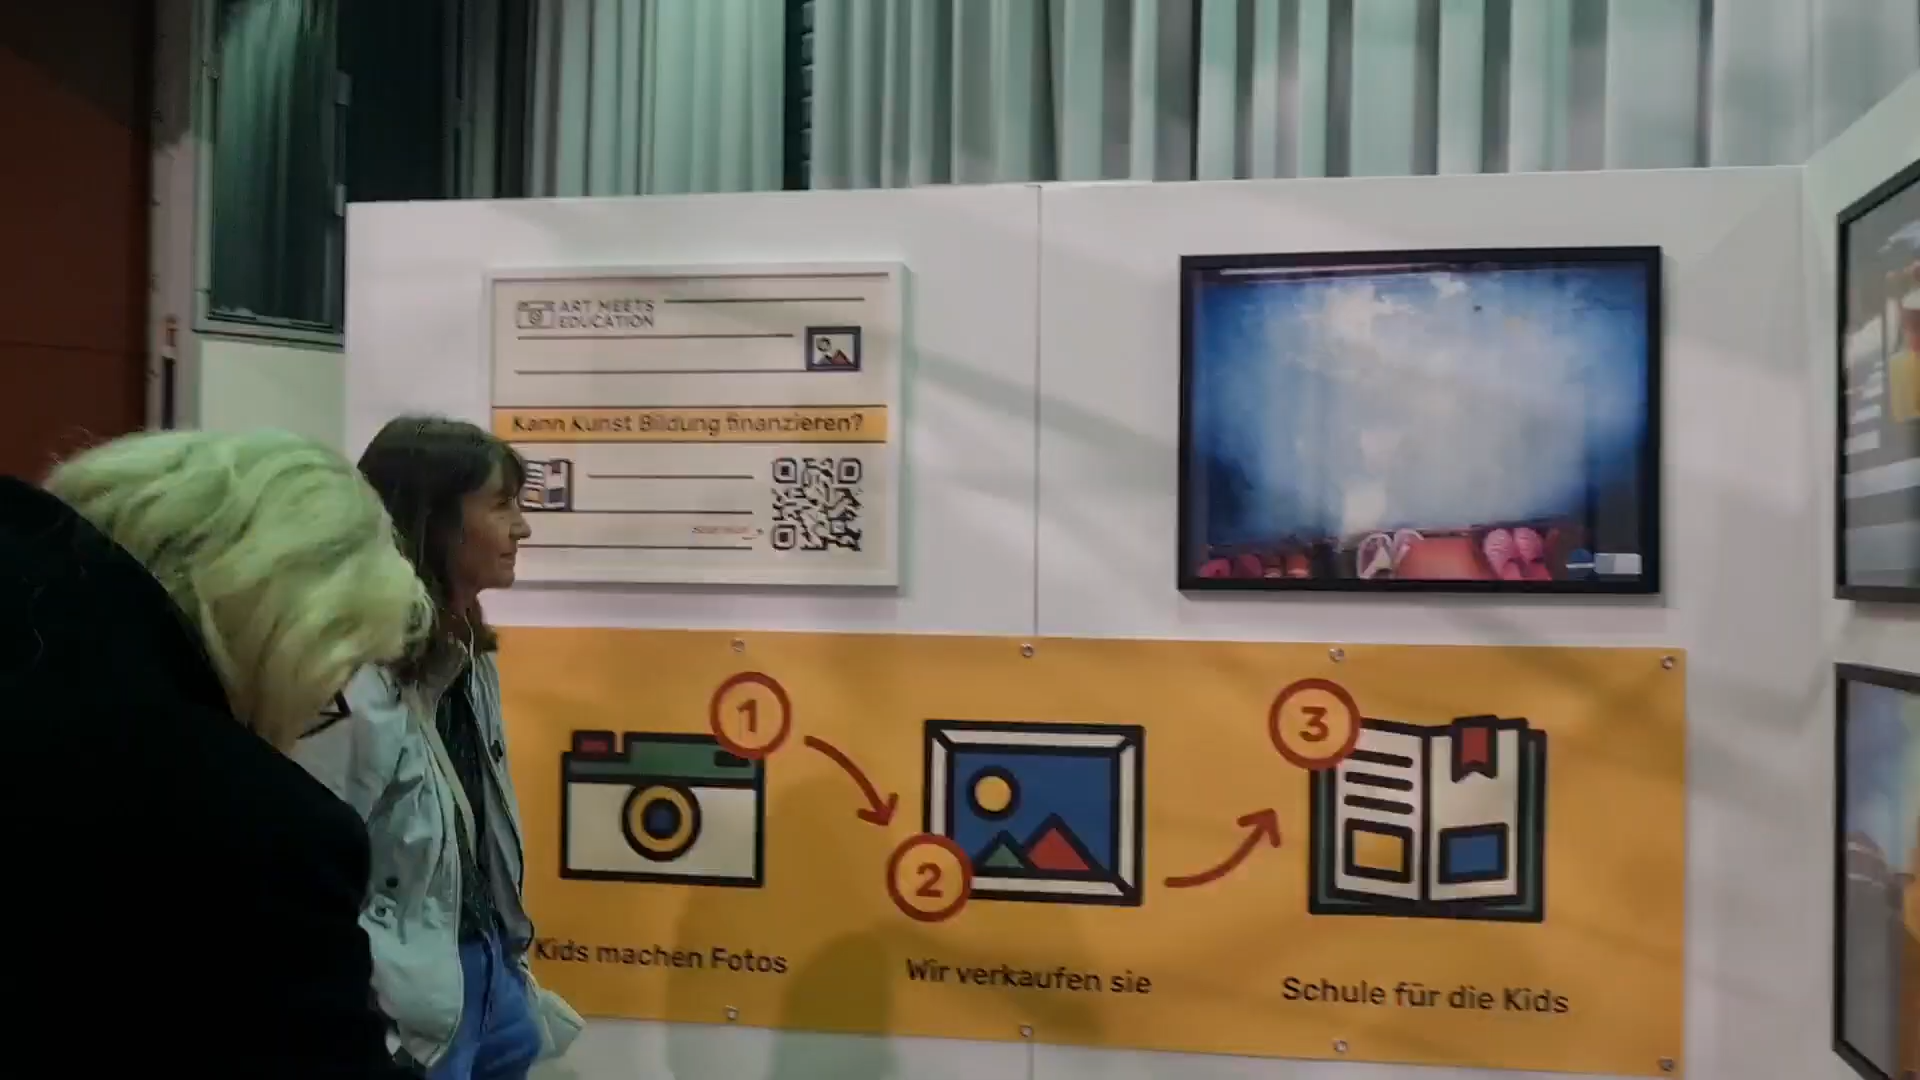 ART MEETS
EDUCATION
Kann Kunst Bildung finanzieren?
1
2
3
Kids machen Fotos
Wir verkaufen sie
Schule für die Kids